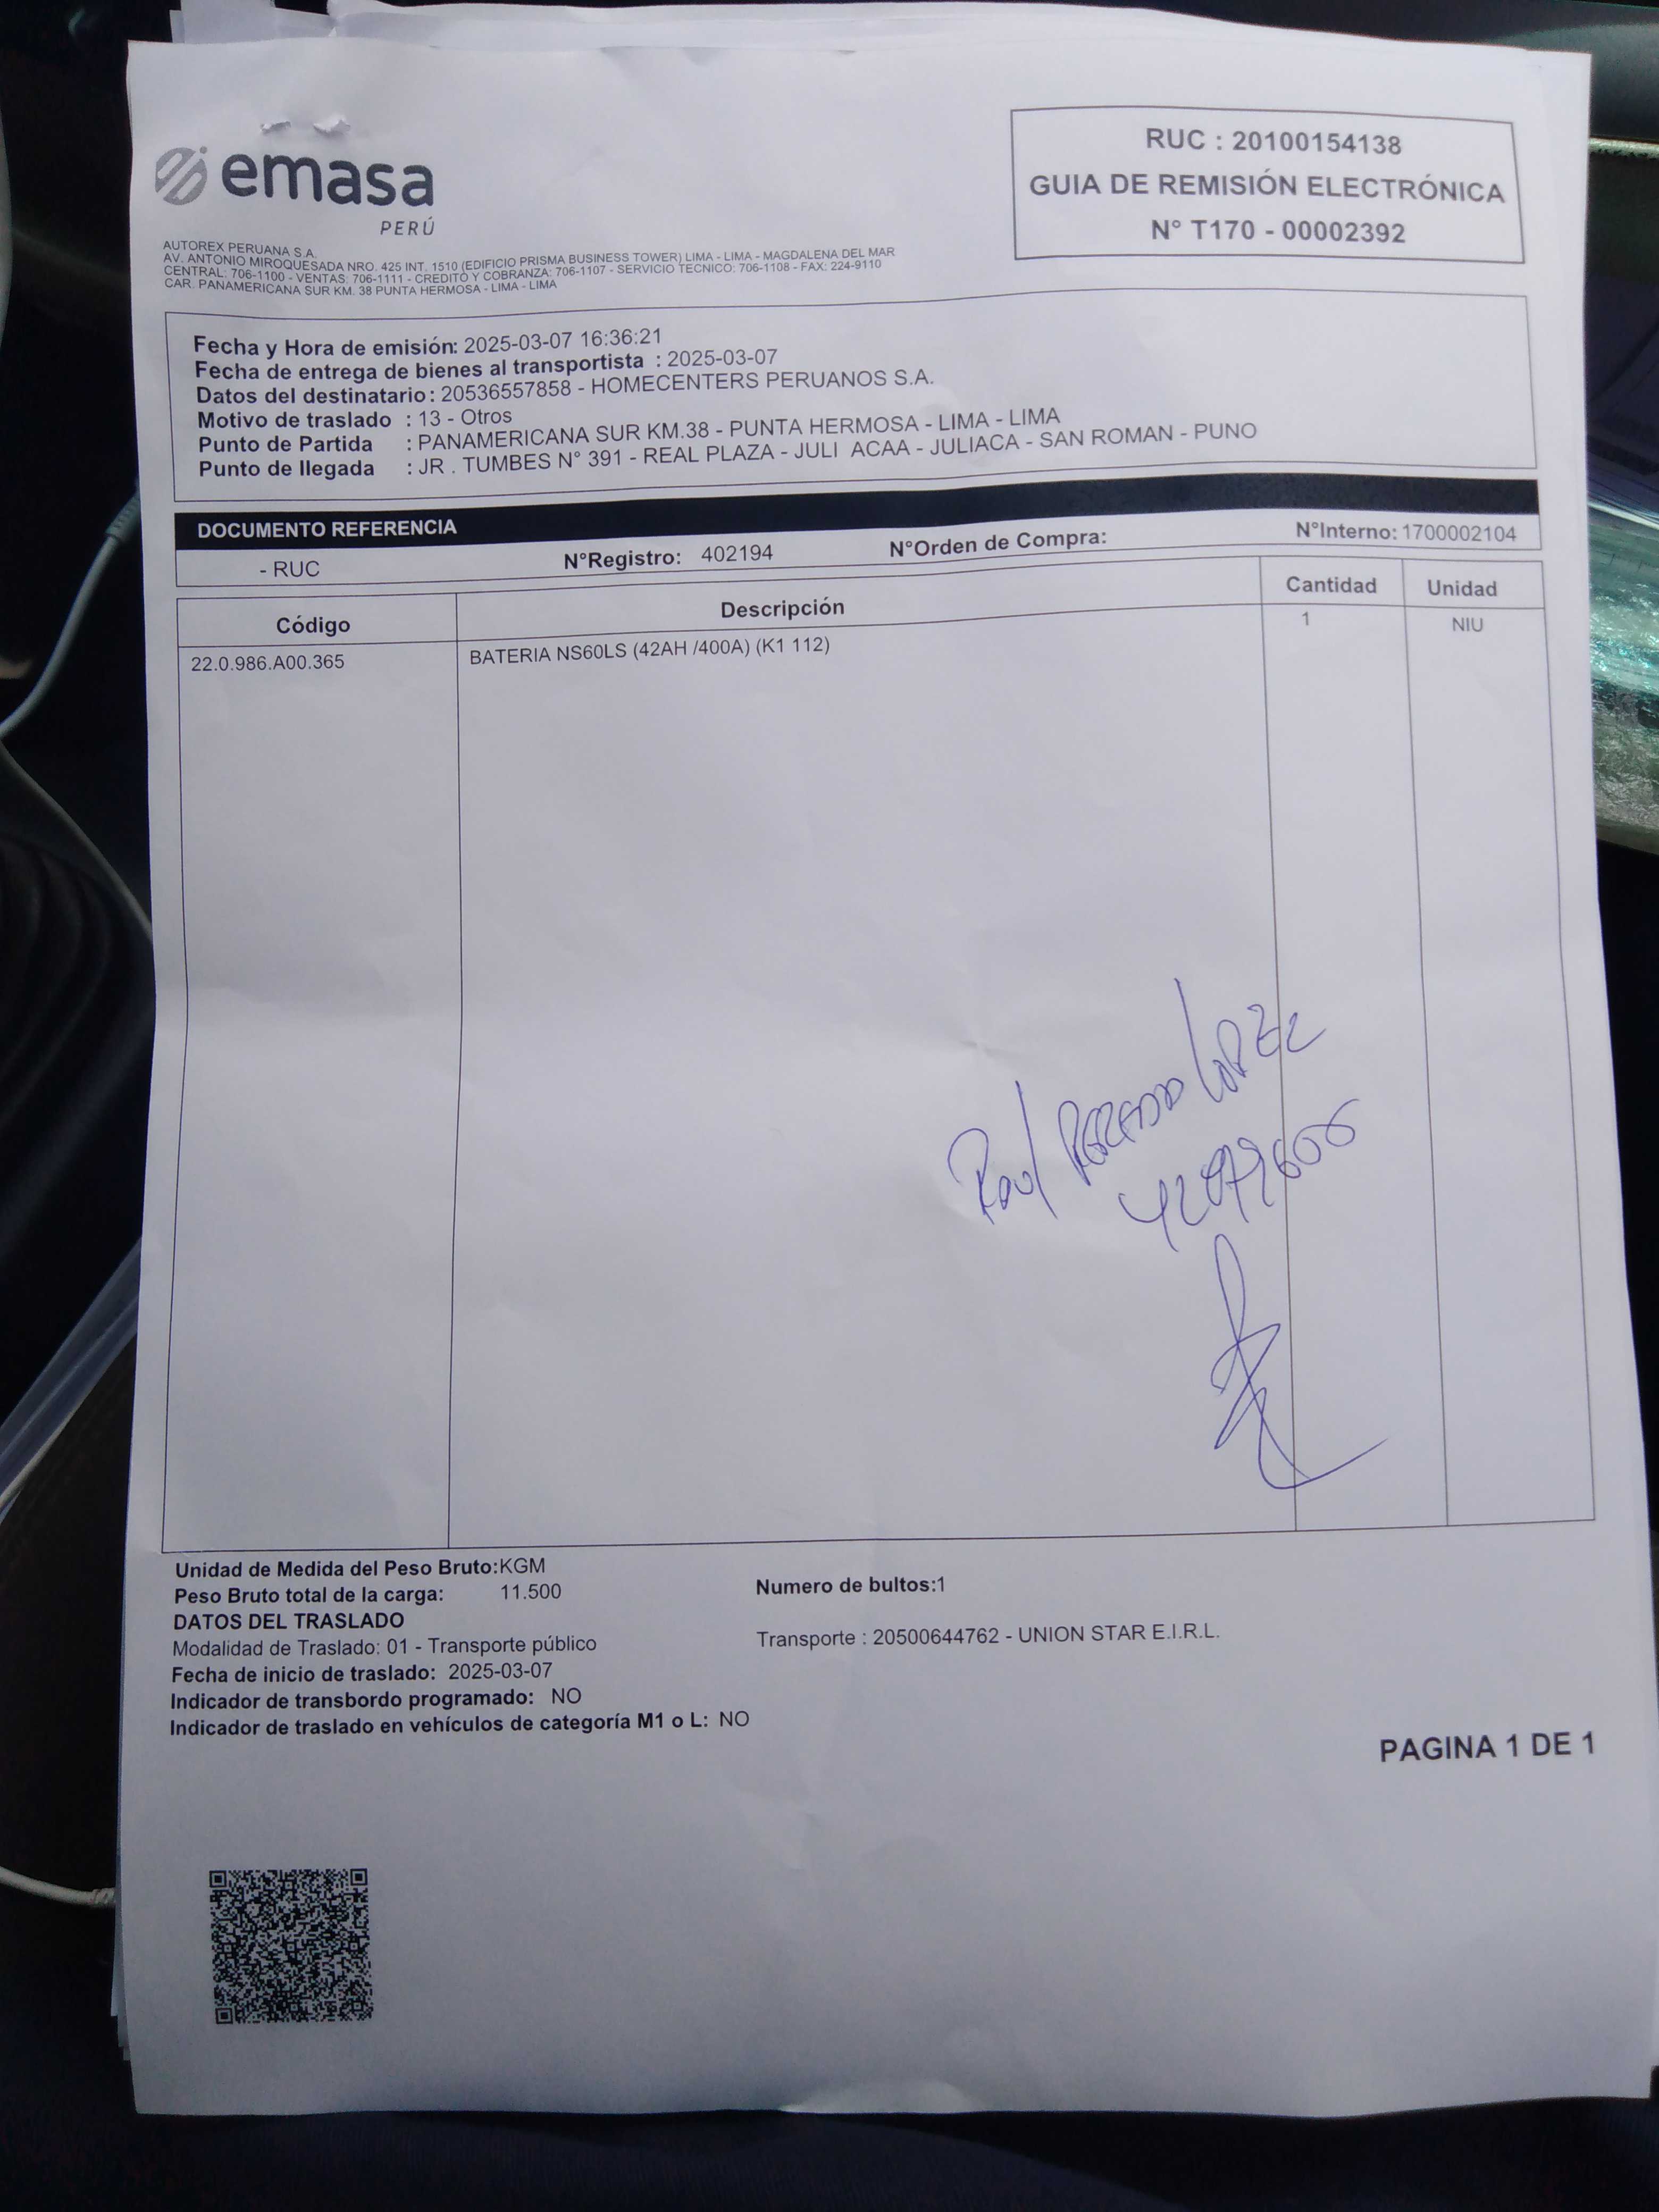 emasa
PERÚ
RUC : 20100154138
GUIA DE REMISIÓN ELECTRÓNICA
N° T170 - 00002392
AUTOREX PERUANA S.A.
AV. ANTONIO MIROQUESADA NRO. 425 INT. 1510 (EDIFICIO PRISMA BUSINESS TOWER) LIMA - LIMA - MAGDALENA DEL MAR
CENTRAL: 706-1100 - VENTAS: 706-1111 - CREDITO Y COBRANZA: 706-1107 - SERVICIO TECNICO: 706-1108 - FAX: 224-9110
CAR. PANAMERICANA SUR KM. 38 PUNTA HERMOSA - LIMA - LIMA
Fecha y Hora de emisión: 2025-03-07 16:36:21
Fecha de entrega de bienes al transportista : 2025-03-07
Datos del destinatario : 20536557858 - HOMECENTERS PERUANOS S.A.
Motivo de traslado : 13 - Otros
Punto de Partida : PANAMERICANA SUR KM.38 - PUNTA HERMOSA - LIMA - LIMA
Punto de llegada : JR . TUMBES N° 391 - REAL PLAZA - JULI ACAA - JULIACA - SAN ROMAN - PUNO
DOCUMENTO REFERENCIA
- RUC N°Registro: 402194 N°Orden de Compra: N°Interno: 1700002104
Código Descripción Cantidad Unidad
22.0.986.A00.365 BATERIA NS60LS (42AH /400A) (K1 112) 1 NIU
Raul LOPEZ
Unidad de Medida del Peso Bruto:KGM
Peso Bruto total de la carga: 11.500 Numero de bultos:1
DATOS DEL TRASLADO
Modalidad de Traslado: 01 - Transporte público Transporte : 20500644762 - UNION STAR E.I.R.L.
Fecha de inicio de traslado: 2025-03-07
Indicador de transbordo programado: NO
Indicador de traslado en vehículos de categoría M1 o L: NO
PAGINA 1 DE 1